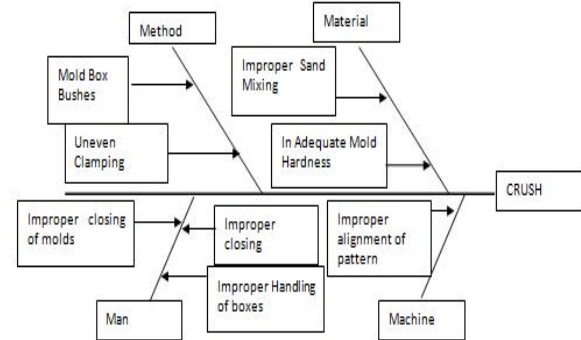 Method
Material
Mold Box
Bushes
Improper Sand
Mixing
Uneven
Clamping
In Adequate Mold
Hardness
CRUSH
Improper closing
of molds
Improper
closing
Improper
alignment of
pattern
Improper Handling
of boxes
Man
Machine